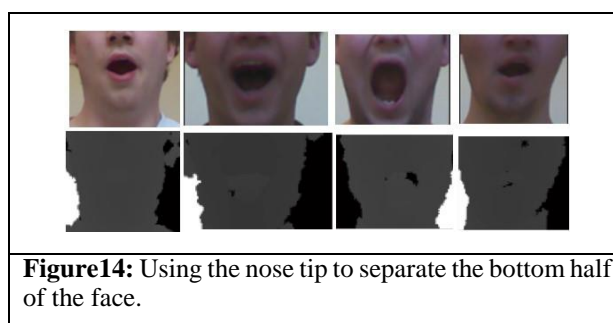 Figure14: Using the nose tip to separate the bottom half
of the face.